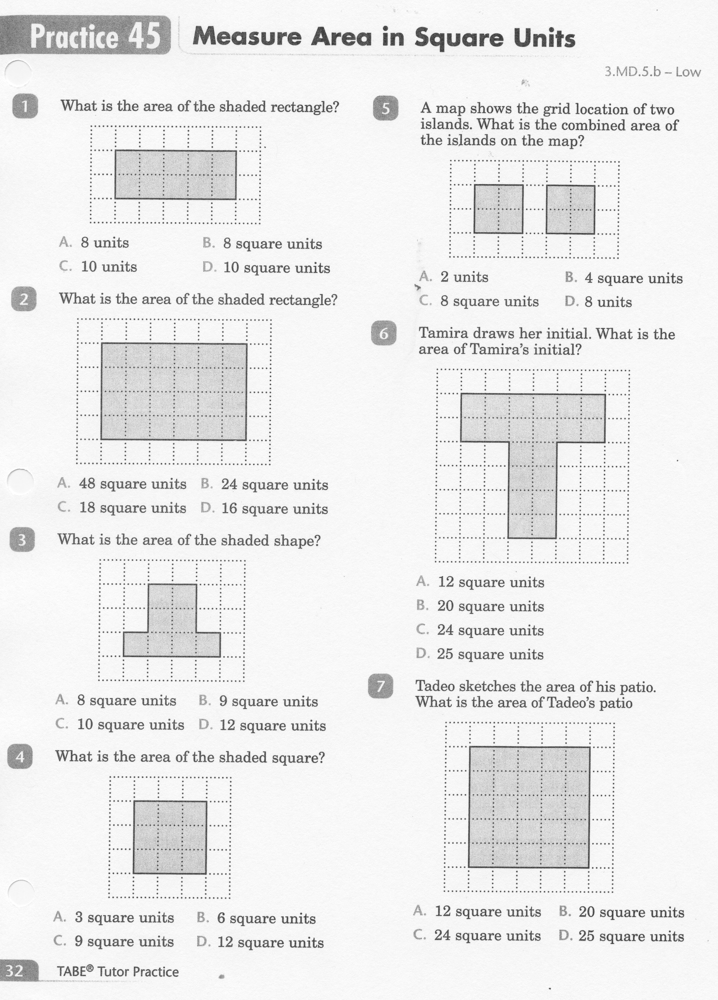 Practice 45
Measure Area in Square Units
3.MD.5.b – Low
1
What is the area of the shaded rectangle?
A. 8 units
B. 8 square units
C. 10 units
D. 10 square units
2
What is the area of the shaded rectangle?
A. 48 square units
B. 24 square units
C. 18 square units
D. 16 square units
3
What is the area of the shaded shape?
A. 8 square units
B. 9 square units
C. 10 square units
D. 12 square units
4
What is the area of the shaded square?
A. 3 square units
B. 6 square units
C. 9 square units
D. 12 square units
5
A map shows the grid location of two
islands. What is the combined area of
the islands on the map?
A. 2 units
B. 4 square units
C. 8 square units
D. 8 units
6
Tamira draws her initial. What is the
area of Tamira's initial?
A. 12 square units
B. 20 square units
C. 24 square units
D. 25 square units
7
Tadeo sketches the area of his patio.
What is the area of Tadeo's patio
A. 12 square units
B. 20 square units
C. 24 square units
D. 25 square units
32
TABE® Tutor Practice